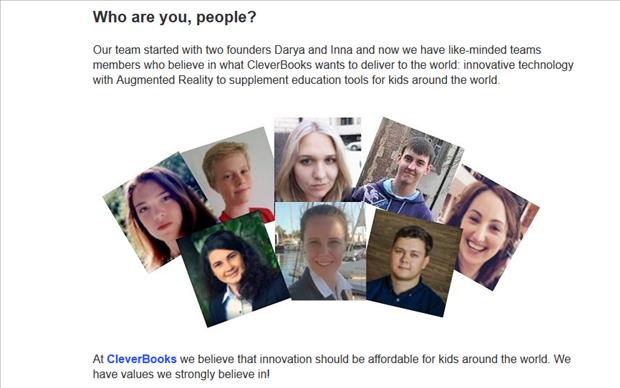 Who are you, people?
Our team started with two founders Darya and Inna and now we have like-minded teams
members who believe in what CleverBooks wants to deliver to the world: innovative technology
with Augmented Reality to supplement education tools for kids around the world.
At CleverBooks we believe that innovation should be affordable for kids around the world. We
have values we strongly believe in!